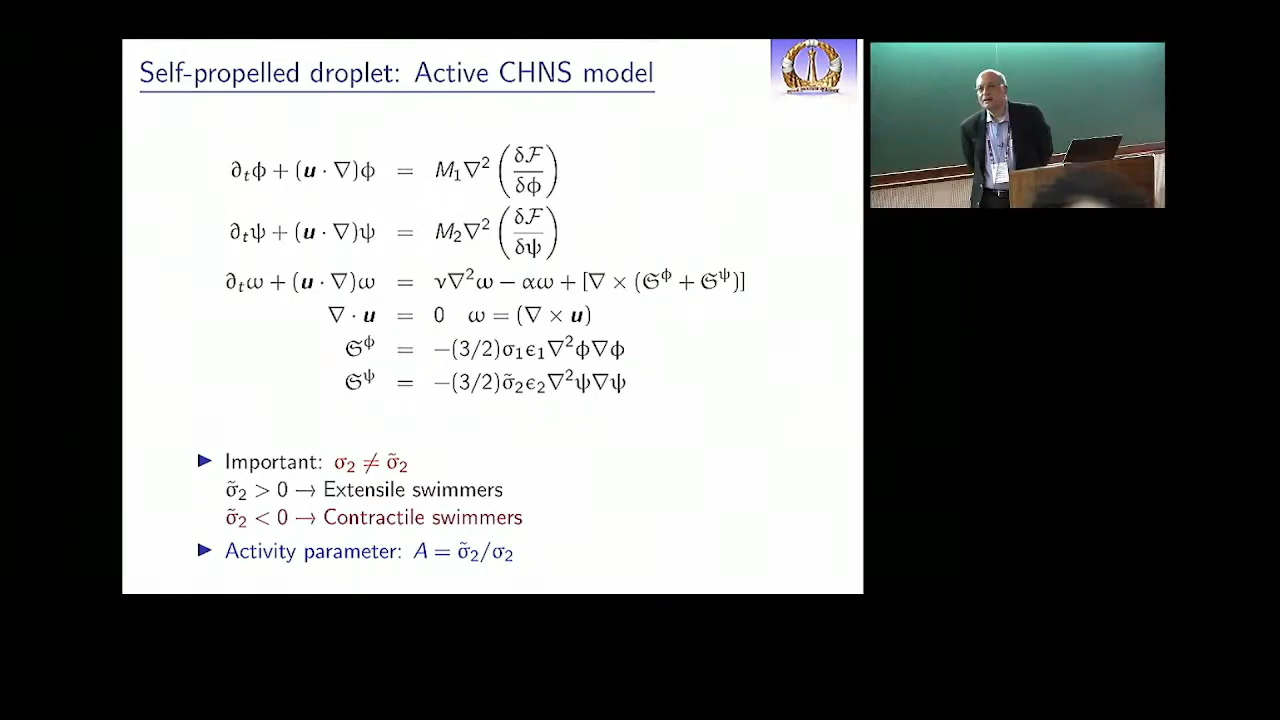 Self-propelled droplet: Active CHNS model
∂ₜϕ + (u · ∇)ϕ = M₁∇² (δℱ/δϕ)
∂ₜψ + (u · ∇)ψ = M₂∇² (δℱ/δψ)
∂ₜω + (u · ∇)ω = ν∇²ω − αω + [∇ × (𝔖^ϕ + 𝔖^ψ)]
∇ · u = 0 ω = (∇ × u)
𝔖^ϕ = −(3/2)σ₁ϵ₁∇²ϕ∇ϕ
𝔖^ψ = −(3/2)σ̃₂ϵ₂∇²ψ∇ψ
▶ Important: σ₂ ≠ σ̃₂
σ̃₂ > 0 → Extensile swimmers
σ̃₂ < 0 → Contractile swimmers
▶ Activity parameter: A = σ̃₂/σ₂